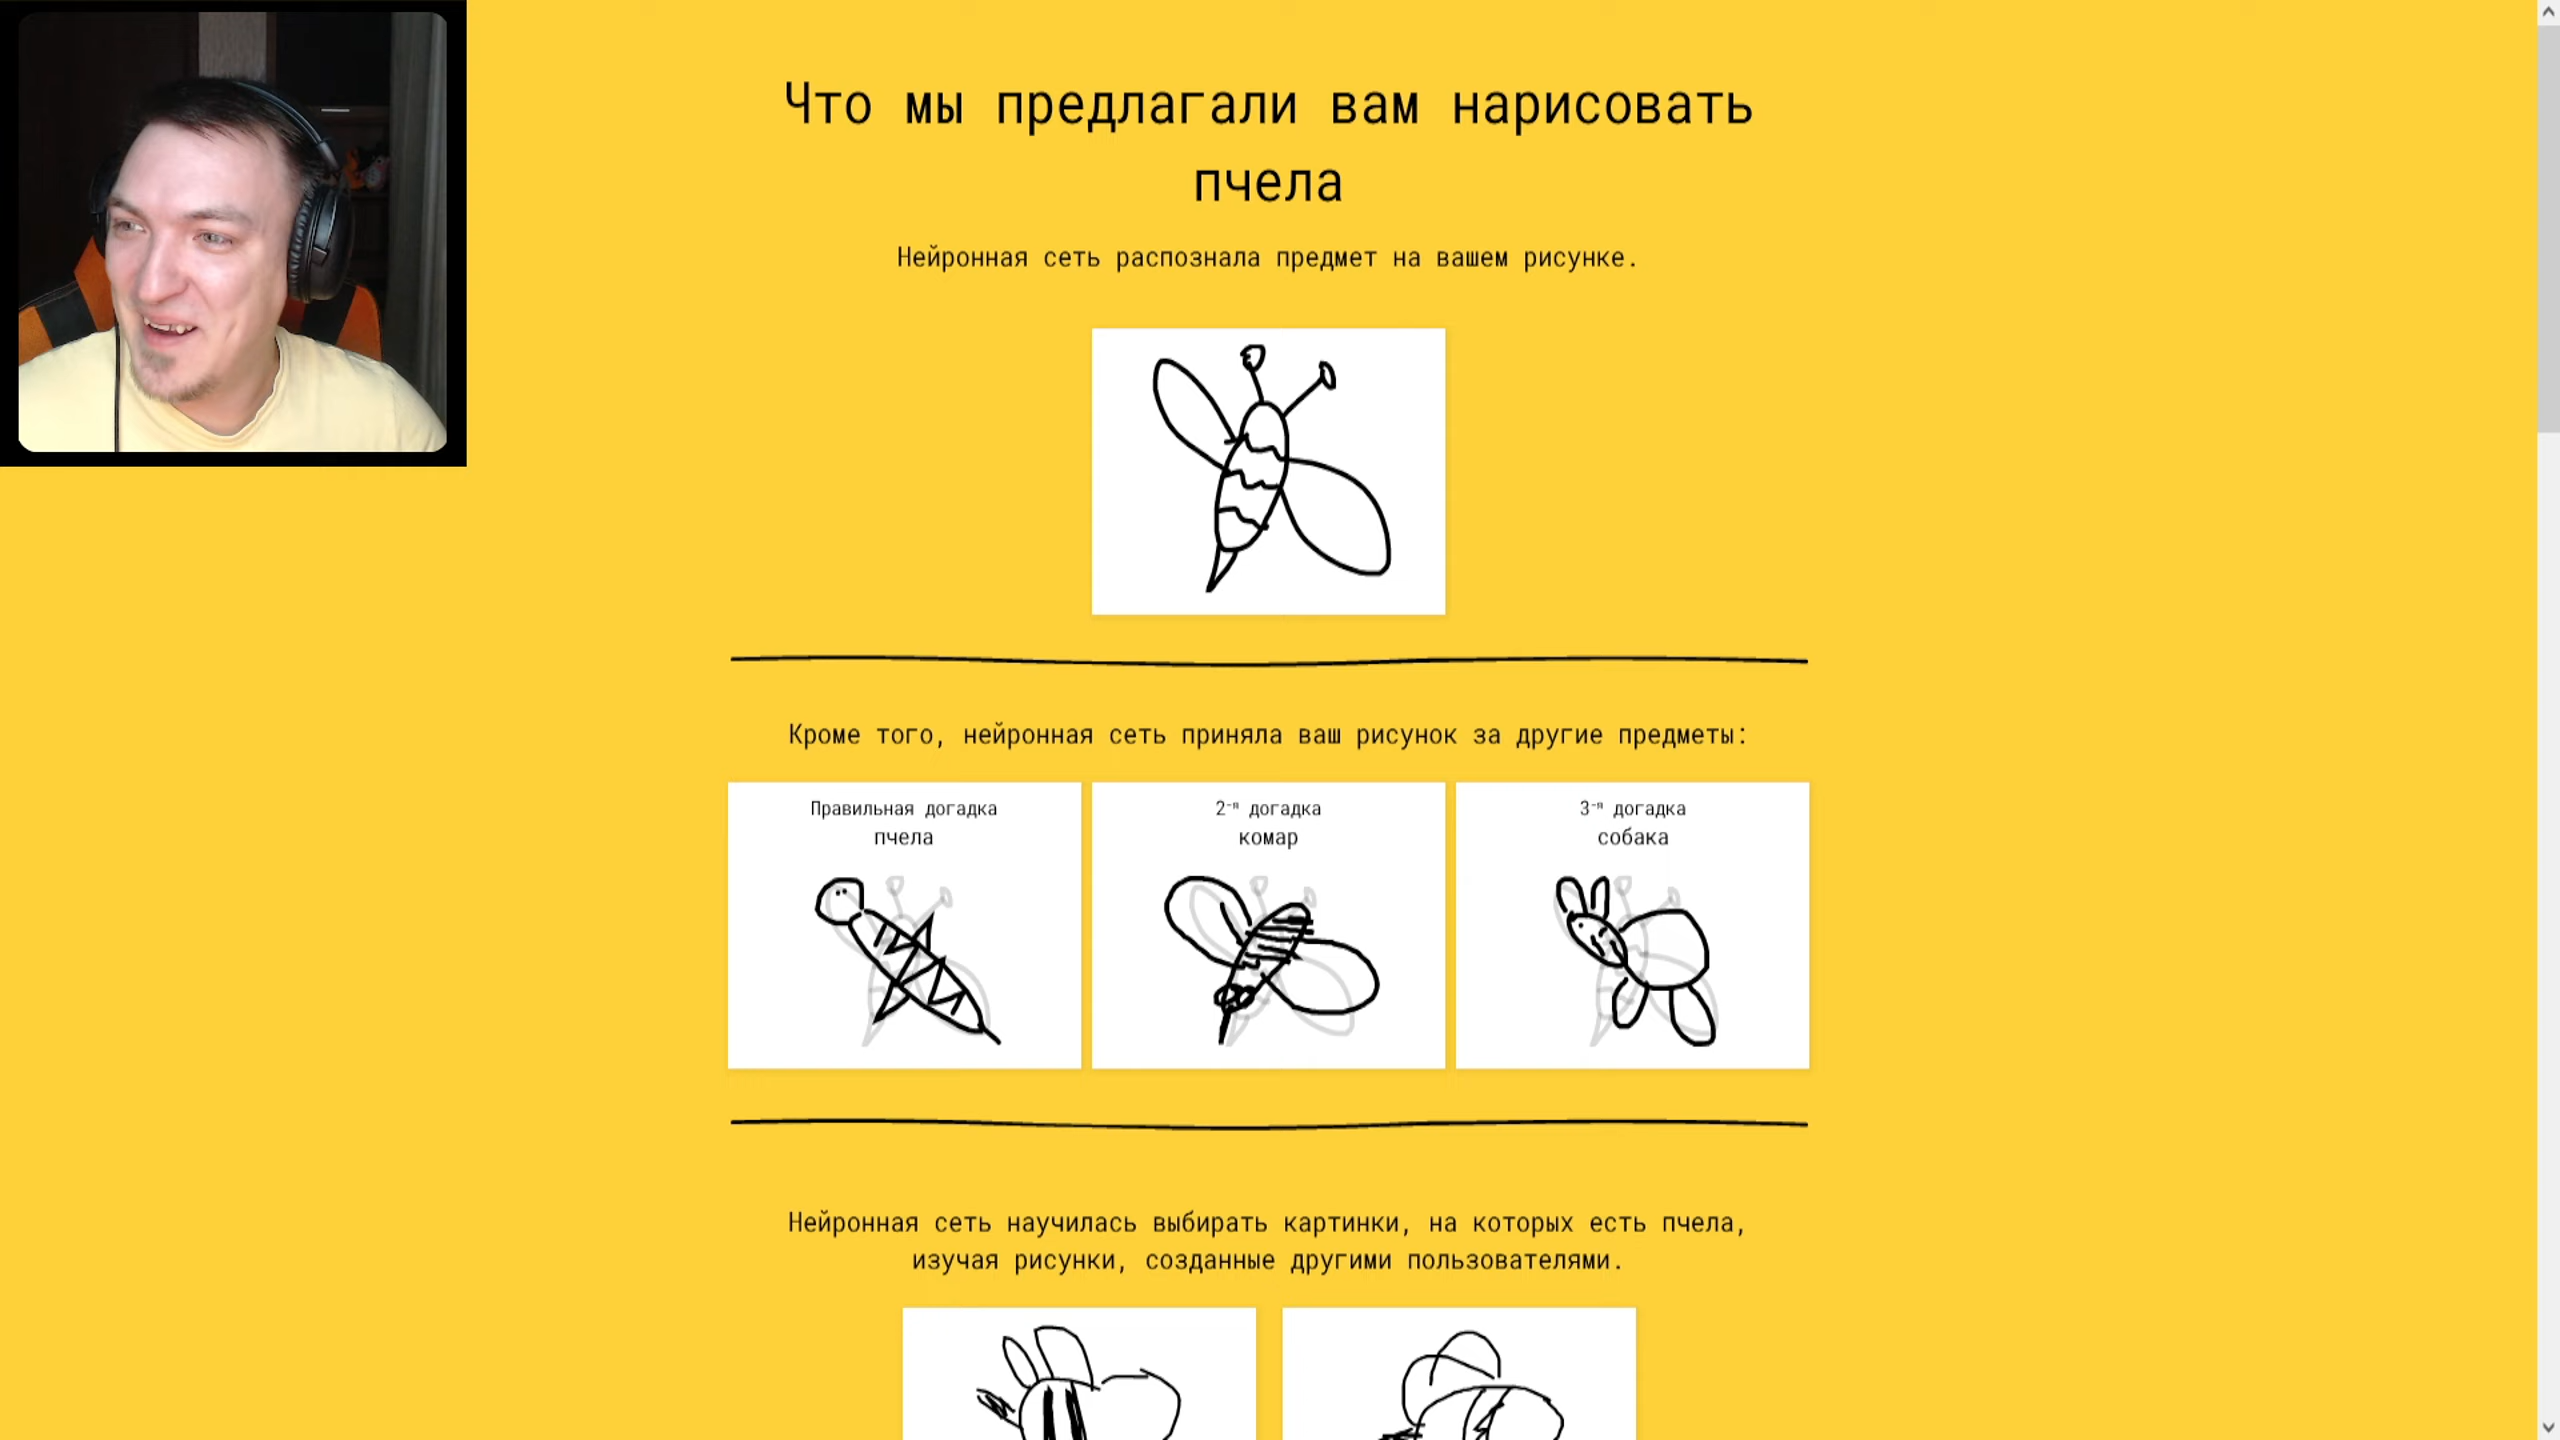 Что мы предлагали вам нарисовать
пчела
Нейронная сеть распознала предмет на вашем рисунке.
Кроме того, нейронная сеть приняла ваш рисунок за другие предметы:
Правильная догадка
пчела
2-я догадка
комар
3-я догадка
собака
Нейронная сеть научилась выбирать картинки, на которых есть пчела,
изучая рисунки, созданные другими пользователями.